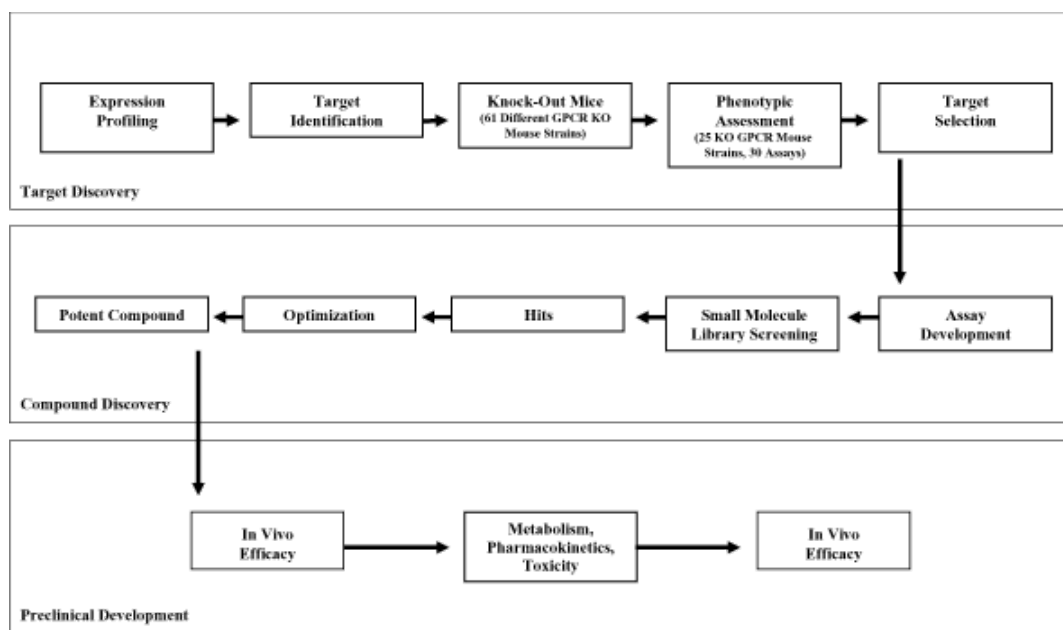 Expression
Profiling
Target
Identification
Knock-Out Mice
(61 Different GPCR KO
Mouse Strains)
Phenotypic
Assessment
(25 KO GPCR Mouse
Strains, 30 Assays)
Target
Selection
Target Discovery
Potent Compound
Optimization
Hits
Small Molecule
Library Screening
Assay
Development
Compound Discovery
In Vivo
Efficacy
Metabolism,
Pharmacokinetics,
Toxicity
In Vivo
Efficacy
Preclinical Development